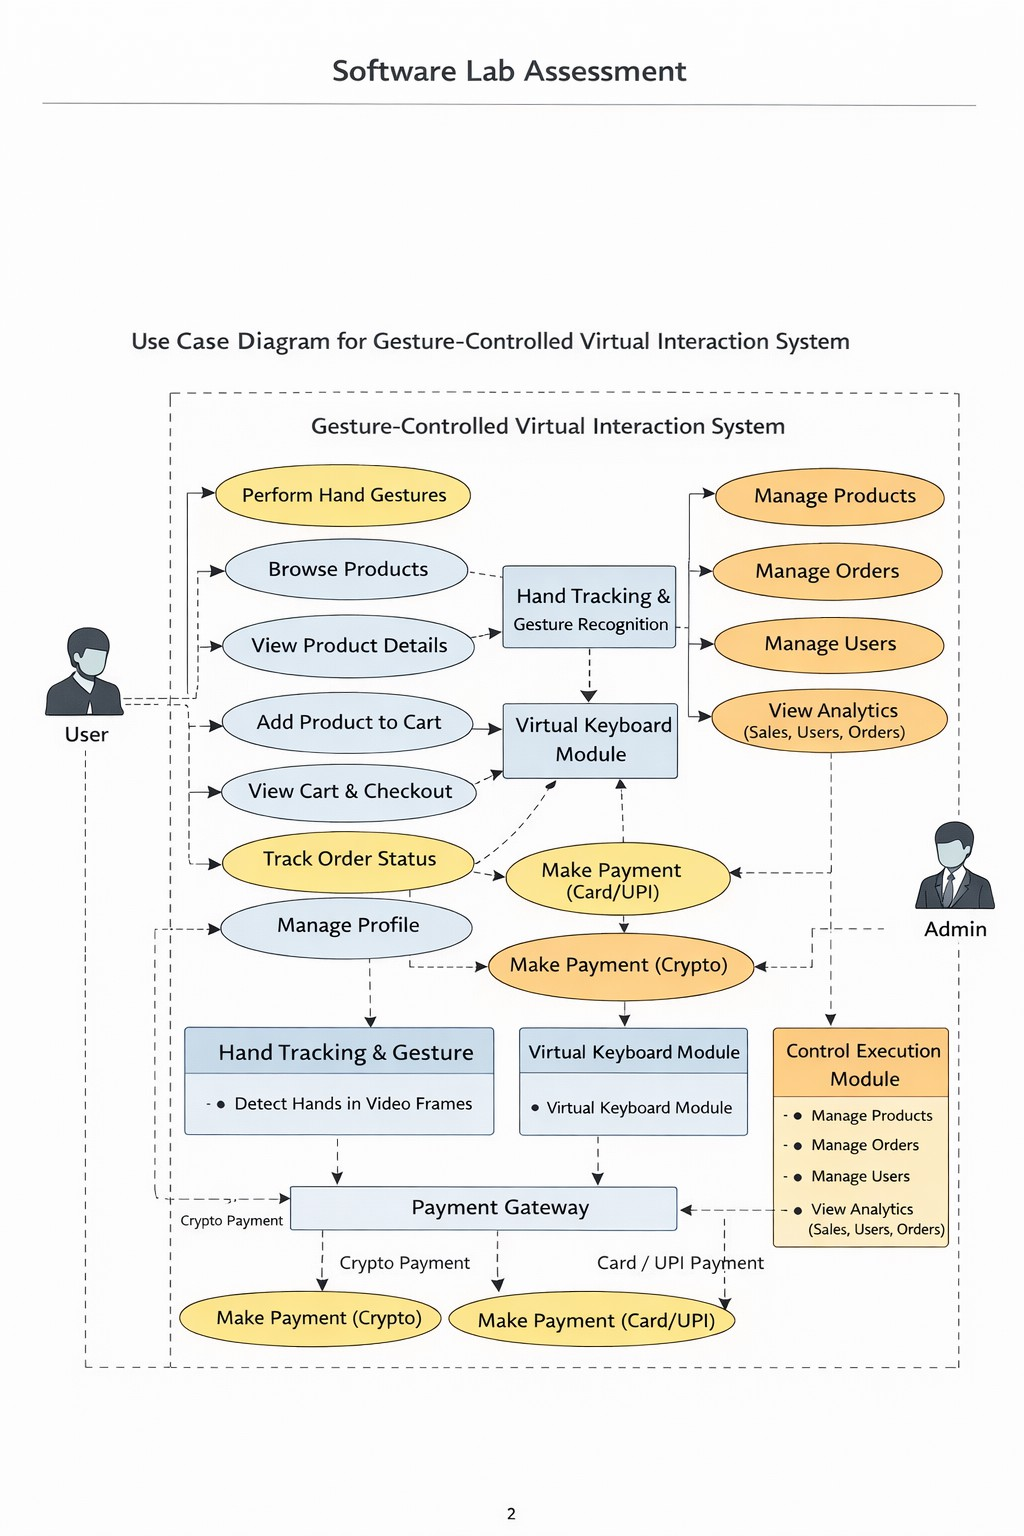 Software Lab Assessment
Use Case Diagram for Gesture-Controlled Virtual Interaction System
Gesture-Controlled Virtual Interaction System
Perform Hand Gestures
Browse Products
View Product Details
Add Product to Cart
View Cart & Checkout
Track Order Status
Manage Profile
User
Hand Tracking &
Gesture Recognition
Virtual Keyboard
Module
Make Payment
(Card/UPI)
Make Payment (Crypto)
Manage Products
Manage Orders
Manage Users
View Analytics
(Sales, Users, Orders)
Admin
Hand Tracking & Gesture
- • Detect Hands in Video Frames
Virtual Keyboard Module
• Virtual Keyboard Module
Control Execution
Module
- • Manage Products
- • Manage Orders
- • Manage Users
- • View Analytics
(Sales, Users, Orders)
Payment Gateway
Crypto Payment
Crypto Payment
Card / UPI Payment
Make Payment (Crypto)
Make Payment (Card/UPI)
2